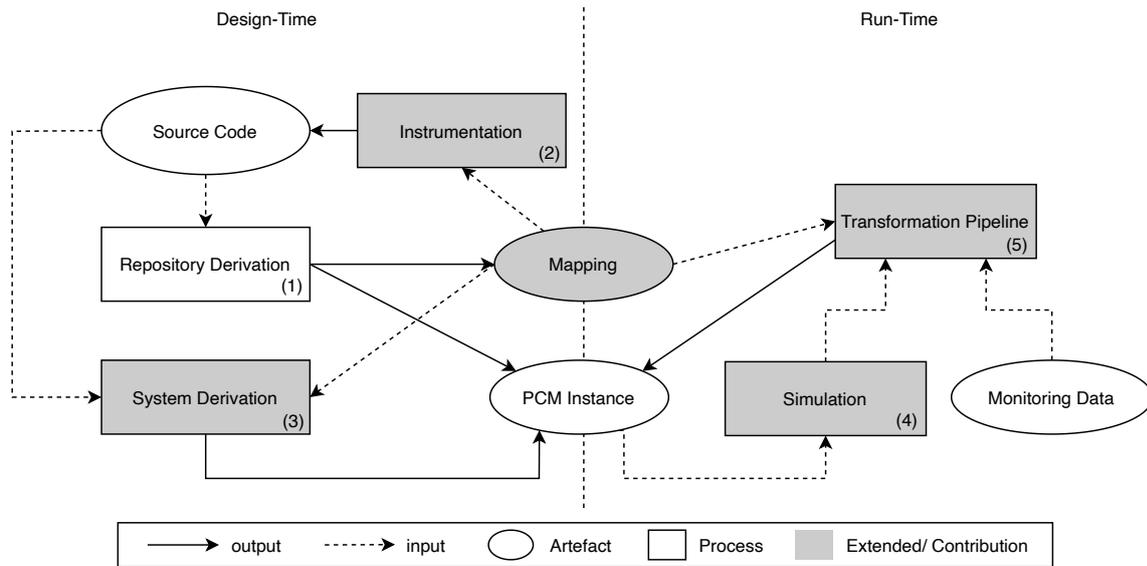 Design-Time
Run-Time
Source Code
Instrumentation
(2)
Transformation Pipeline
(5)
Repository Derivation
(1)
Mapping
System Derivation
(3)
PCM Instance
Simulation
(4)
Monitoring Data
output
input
Artefact
Process
Extended/ Contribution